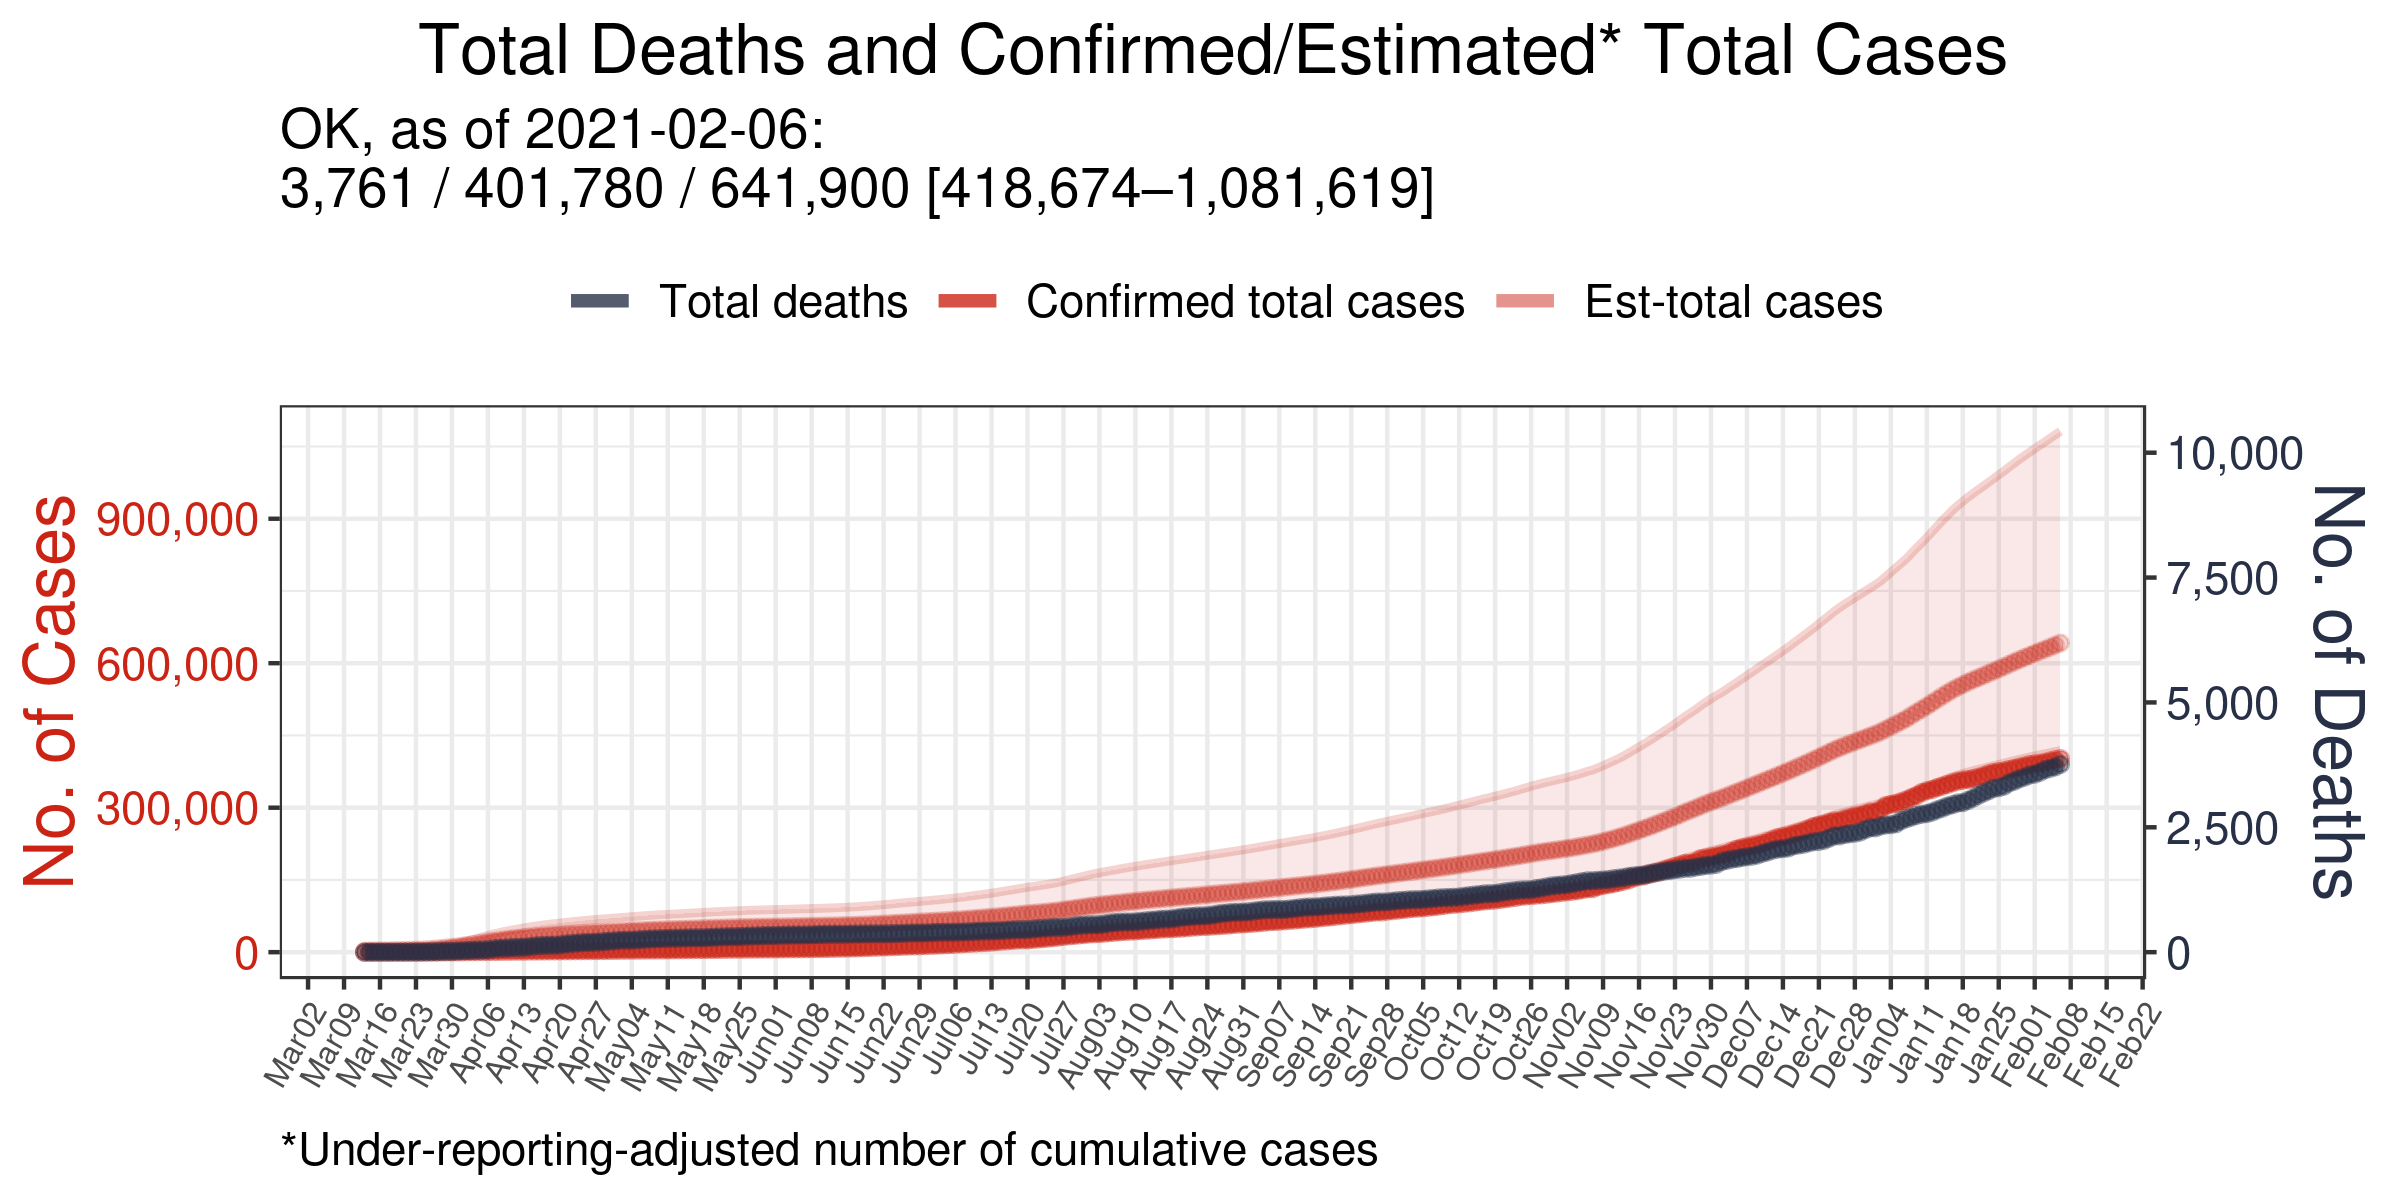 Total Deaths and Confirmed/Estimated* Total Cases
OK, as of 2021-02-06:
3,761 / 401,780 / 641,900 [418,674–1,081,619]
Total deaths
Confirmed total cases
Est-total cases
No. of Cases
900,000
600,000
300,000
0
10,000
7,500
5,000
2,500
0
No. of Deaths
Mar02
Mar09
Mar16
Mar23
Mar30
Apr06
Apr13
Apr20
Apr27
May04
May11
May18
May25
Jun01
Jun08
Jun15
Jun22
Jun29
Jul06
Jul13
Jul20
Jul27
Aug03
Aug10
Aug17
Aug24
Aug31
Sep07
Sep14
Sep21
Sep28
Oct05
Oct12
Oct19
Oct26
Nov02
Nov09
Nov16
Nov23
Nov30
Dec07
Dec14
Dec21
Dec28
Jan04
Jan11
Jan18
Jan25
Feb01
Feb08
Feb15
Feb22
*Under-reporting-adjusted number of cumulative cases